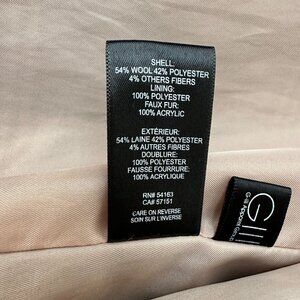 SHELL:
54% WOOL 42% POLYESTER
4% OTHERS FIBERS
LINING:
100% POLYESTER
FAUX FUR:
100% ACRYLIC
EXTÉRIEUR:
54% LAINE 42% POLYESTER
4% AUTRES FIBRES
DOUBLURE:
100% POLYESTER
FAUSSE FOURRURE:
100% ACRYLIQUE
RN# 54163
CA# 57151
CARE ON REVERSE
SOIN SUR L'INVERSE